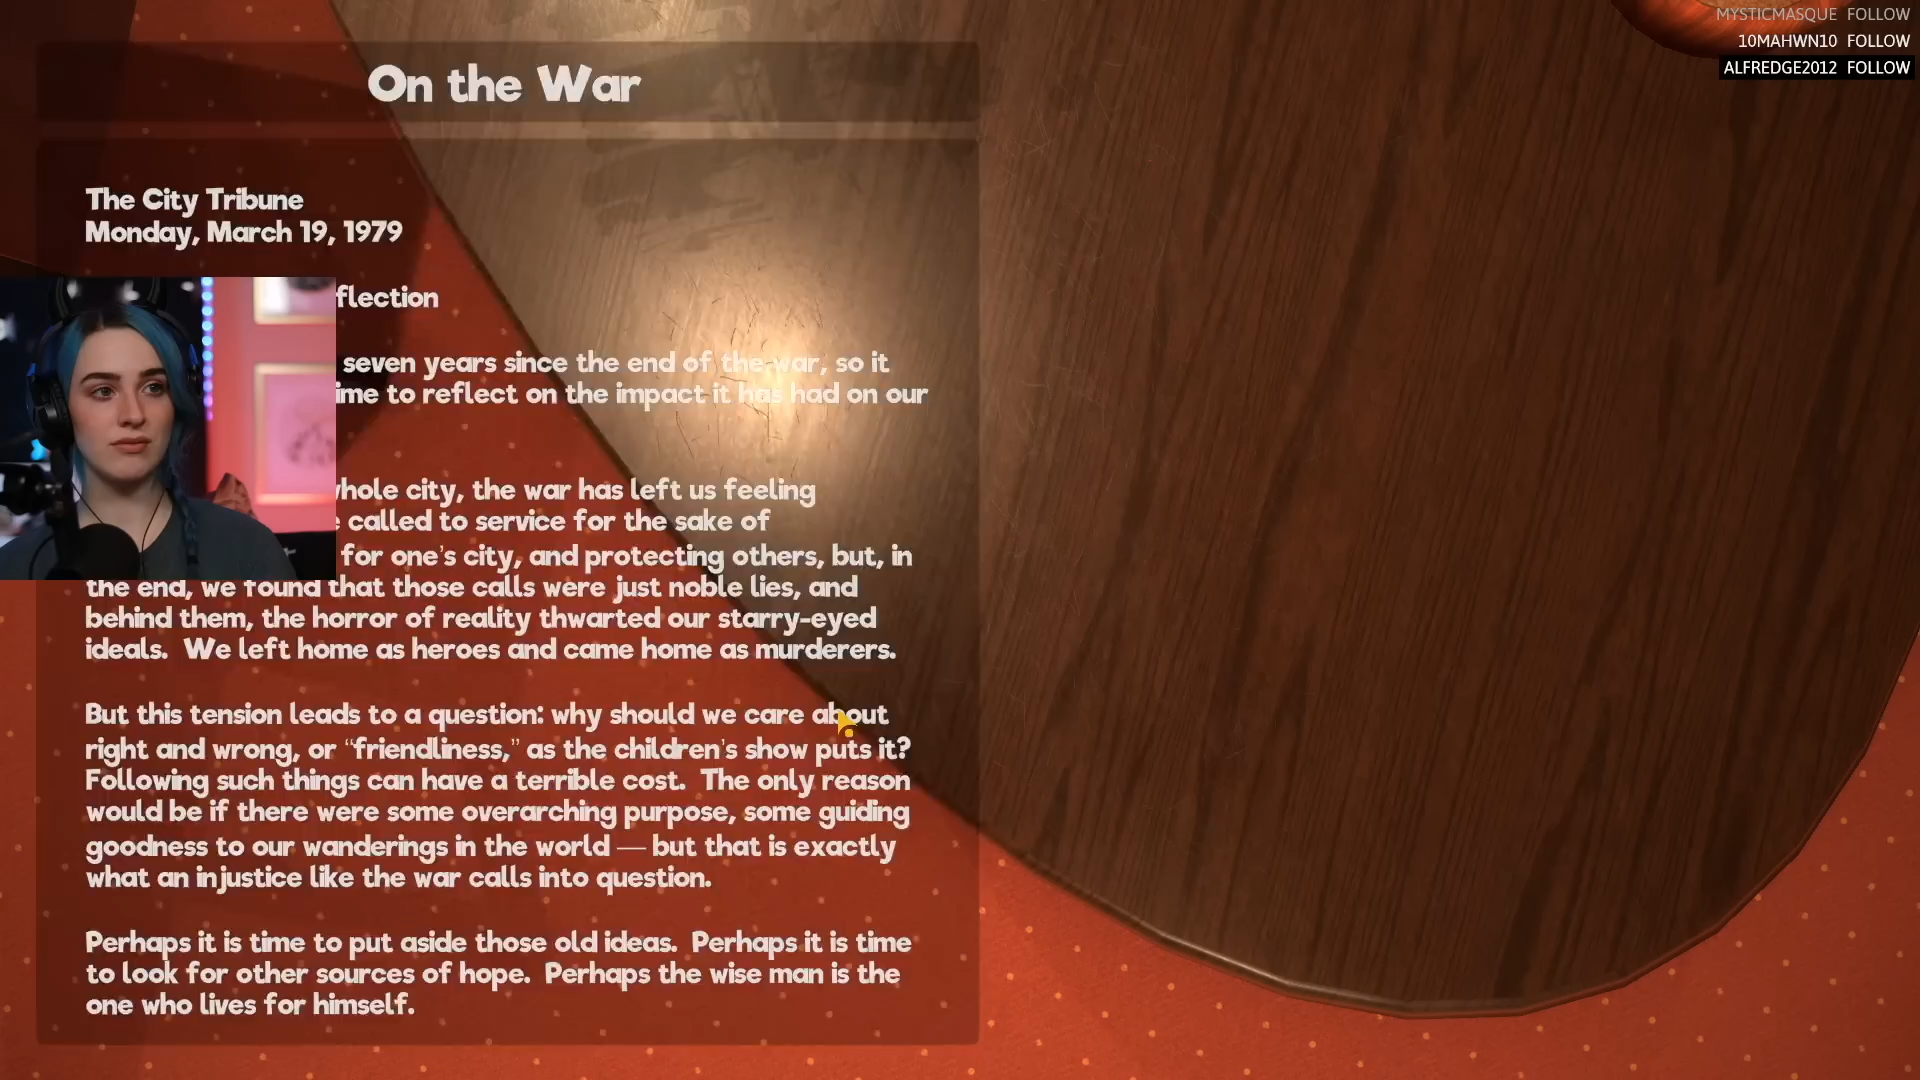 MYSTICMASQUE FOLLOW
10MAHWN10 FOLLOW
ALFREDGE2012 FOLLOW
On the War
The City Tribune
Monday, March 19, 1979
flection
seven years since the end of the war, so it
to reflect on the impact it has had on our
city, the war has left us feeling
called to service for the sake of
for one's city, and protecting others, but, in
the end, we found that those calls were just noble lies, and
behind them, the horror of reality thwarted our starry-eyed
ideals. We left home as heroes and came home as murderers.
But this tension leads to a question: why should we care about
right and wrong, or “friendliness,” as the children's show puts it?
Following such things can have a terrible cost. The only reason
would be if there were some overarching purpose, some guiding
goodness to our wanderings in the world — but that is exactly
what an injustice like the war calls into question.
Perhaps it is time to put aside those old ideas. Perhaps it is time
to look for other sources of hope. Perhaps the wise man is the
one who lives for himself.